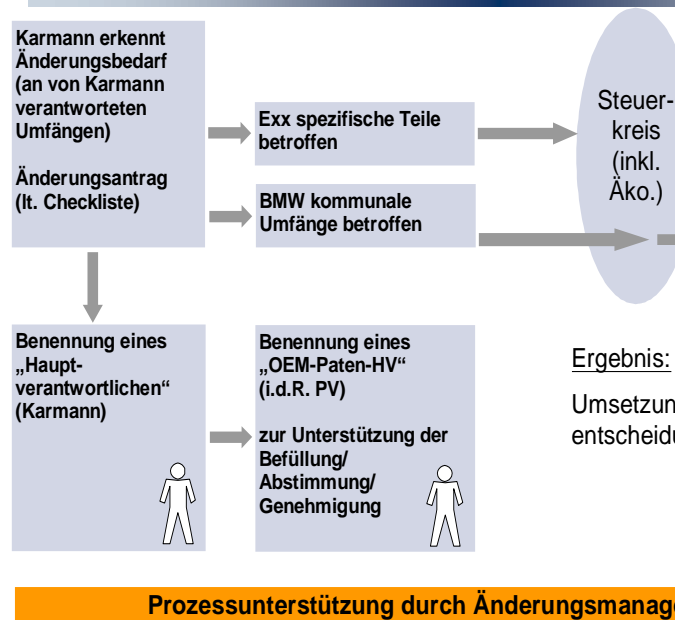 Karmann erkennt
Änderungsbedarf
(an von Karmann
verantworteten
Umfängen)
Änderungsantrag
(lt. Checkliste)
Exx spezifische Teile
betroffen
BMW kommunale
Umfänge betroffen
Steuer-
kreis
(inkl.
Äko.)
Benennung eines
„Haupt-
verantwortlichen“
(Karmann)
Benennung eines
„OEM-Paten-HV“
(i.d.R. PV)
zur Unterstützung der
Befüllung/
Abstimmung/
Genehmigung
Ergebnis:
Umsetzun
entscheidu
Prozessunterstützung durch Änderungsmanag